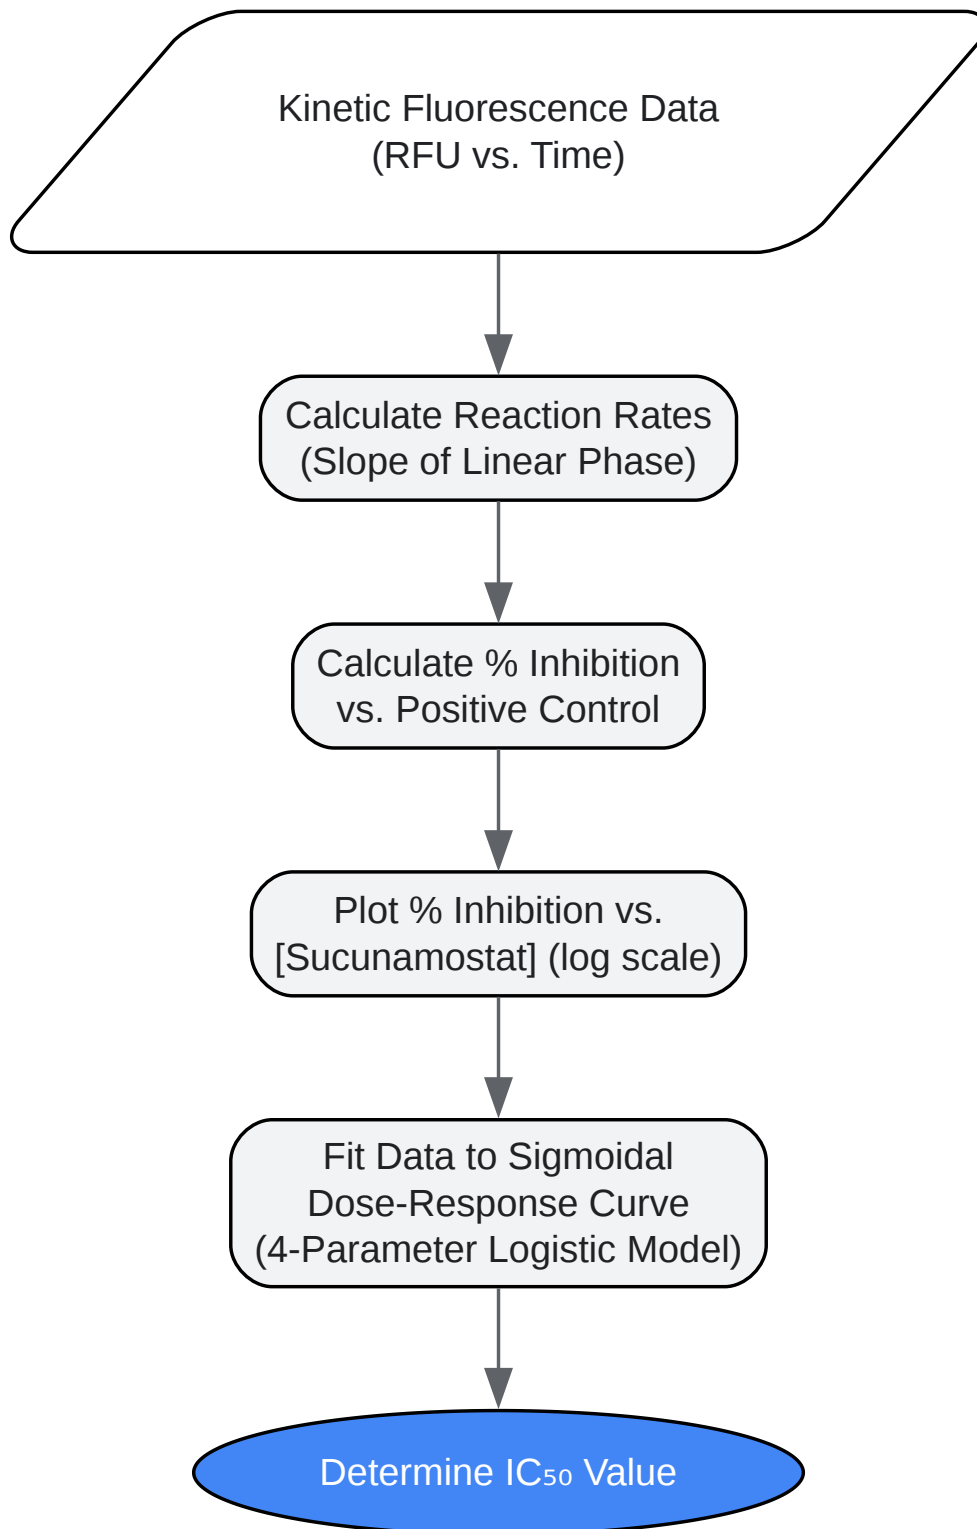 Kinetic Fluorescence Data
(RFU vs. Time)
Calculate Reaction Rates
(Slope of Linear Phase)
Calculate % Inhibition
vs. Positive Control
Plot % Inhibition vs.
[Sucunamostat] (log scale)
Fit Data to Sigmoidal
Dose-Response Curve
(4-Parameter Logistic Model)
Determine IC₅₀ Value